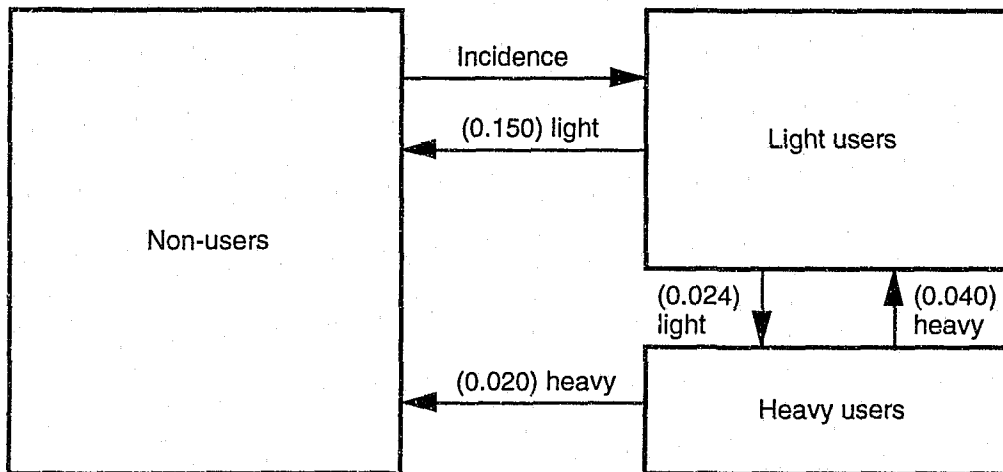 Incidence
(0.150) light
Light users
Non-users
(0.024)
light
(0.040)
heavy
(0.020) heavy
Heavy users